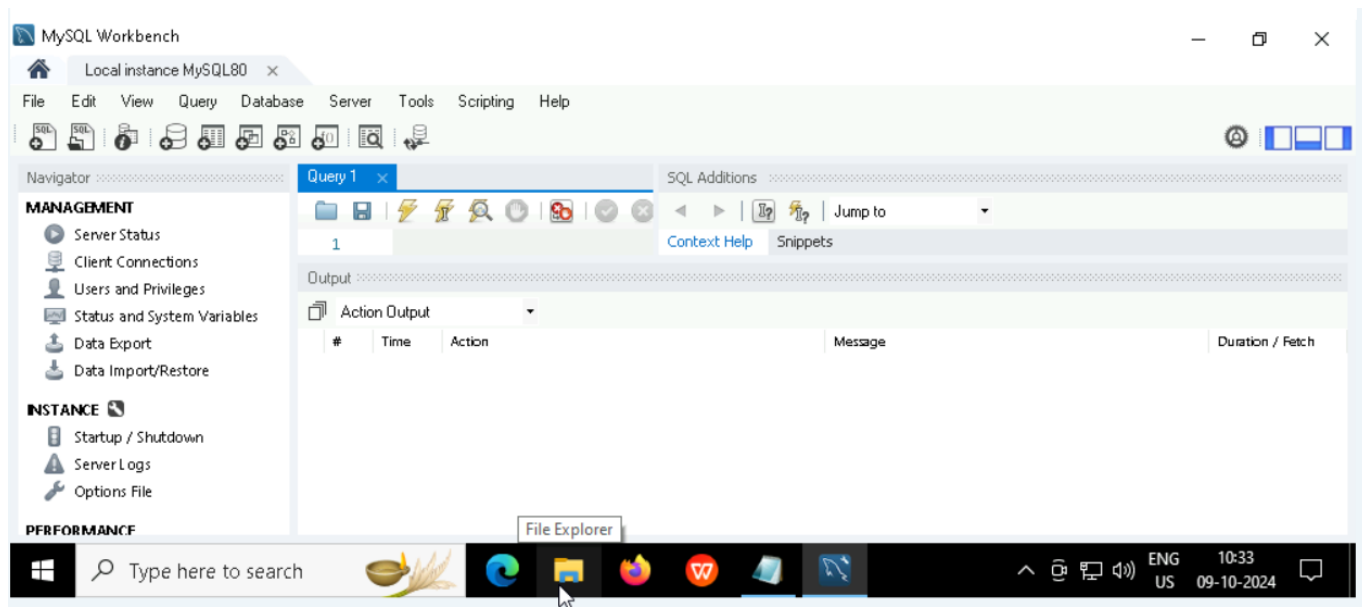 MySQL Workbench
Local instance MySQL80
File Edit View Query Database Server Tools Scripting Help
Navigator
Query 1
SQL Additions
MANAGEMENT
Server Status
Client Connections
Users and Privileges
Status and System Variables
Data Export
Data Import/Restore
INSTANCE
Startup / Shutdown
Server Logs
Options File
PERFORMANCE
1
Jump to
Context Help Snippets
Output
Action Output
# Time Action Message Duration / Fetch
File Explorer
Type here to search
ENG
US
10:33
09-10-2024